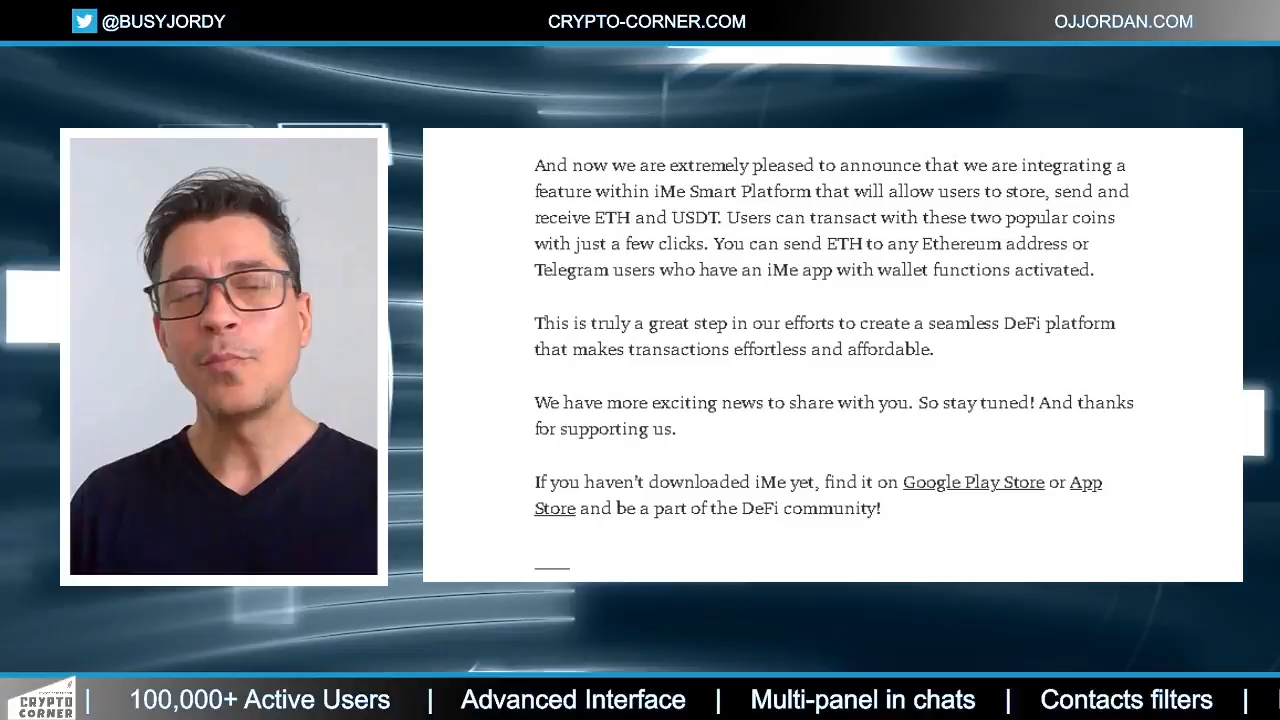 @BUSYJORDY
CRYPTO-CORNER.COM
OJJORDAN.COM
And now we are extremely pleased to announce that we are integrating a
feature within iMe Smart Platform that will allow users to store, send and
receive ETH and USDT. Users can transact with these two popular coins
with just a few clicks. You can send ETH to any Ethereum address or
Telegram users who have an iMe app with wallet functions activated.
This is truly a great step in our efforts to create a seamless DeFi platform
that makes transactions effortless and affordable.
We have more exciting news to share with you. So stay tuned! And thanks
for supporting us.
If you haven't downloaded iMe yet, find it on Google Play Store or App
Store and be a part of the DeFi community!
CRYPTO
CORNER
| 100,000+ Active Users | Advanced Interface | Multi-panel in chats | Contacts filters |